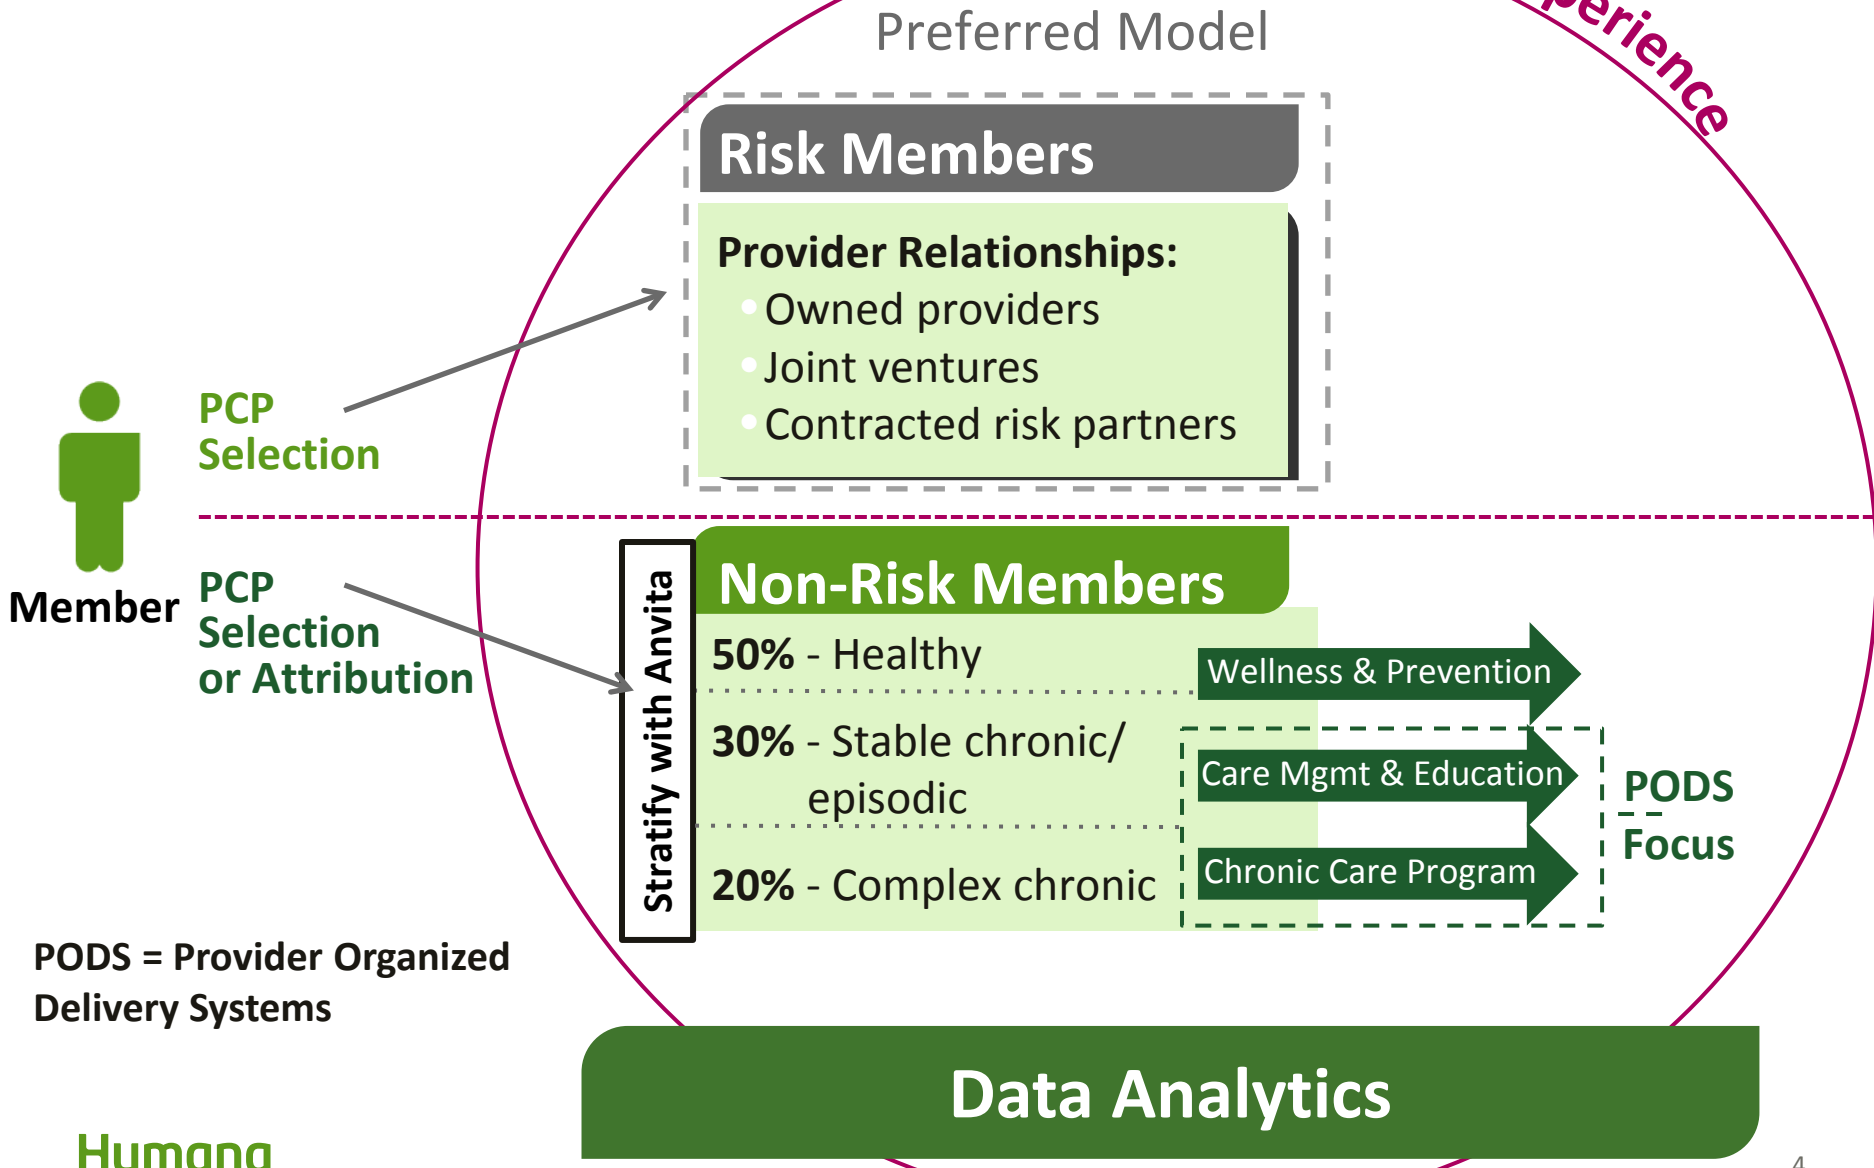 Preferred Model
Risk Members
Provider Relationships:
Owned providers
Joint ventures
Contracted risk partners
PCP
Selection
Member
PCP
Selection
or Attribution
Stratify with Anvita
Non-Risk Members
50% - Healthy
30% - Stable chronic/
episodic
20% - Complex chronic
Wellness & Prevention
Care Mgmt & Education
Chronic Care Program
PODS
Focus
PODS = Provider Organized
Delivery Systems
Data Analytics
Humana
4